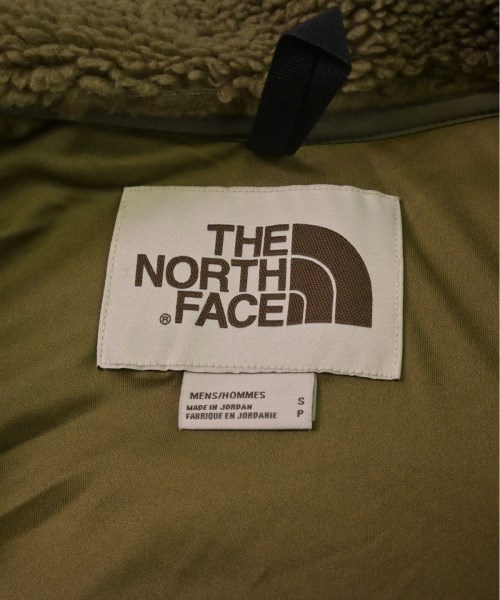 THE
NORTH
® FACE
MENS/HOMMES S
MADE IN JORDAN
FABRIQUE EN JORDANIE P